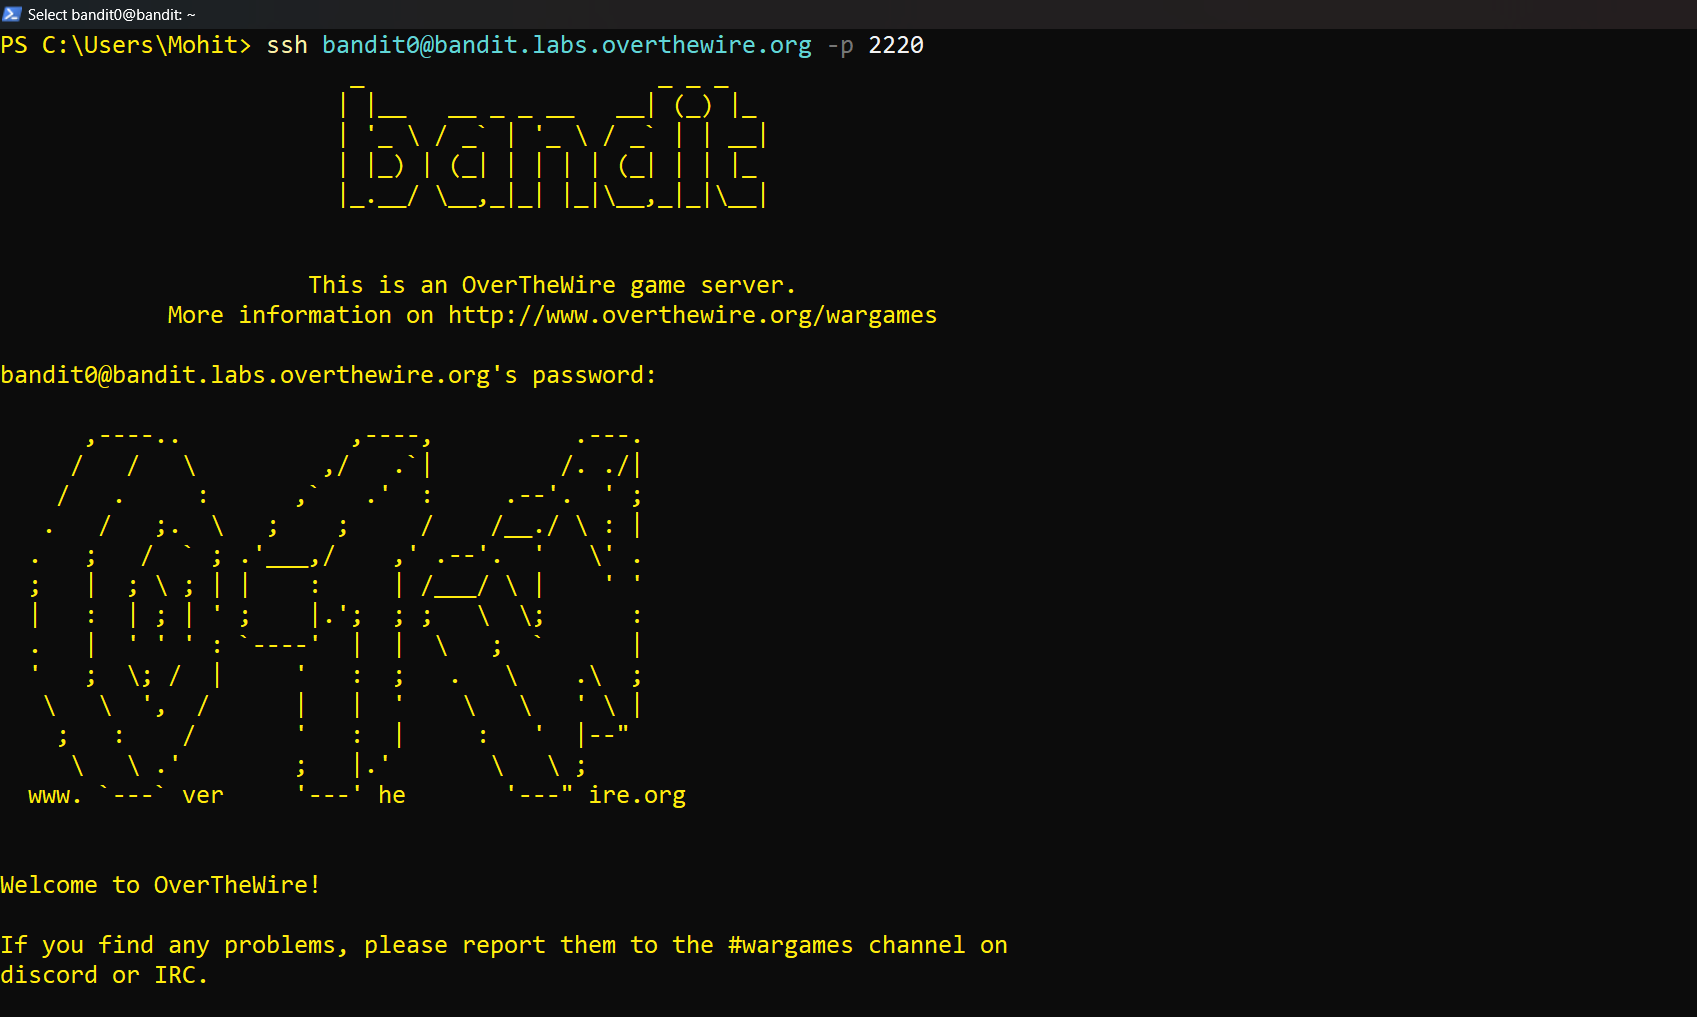 Select bandit0@bandit: ~
PS C:\Users\Mohit> ssh bandit0@bandit.labs.overthewire.org -p 2220
bandit
This is an OverTheWire game server.
More information on http://www.overthewire.org/wargames
bandit0@bandit.labs.overthewire.org's password:
www. `---` ver '---' he '---" ire.org
Welcome to OverTheWire!
If you find any problems, please report them to the #wargames channel on
discord or IRC.